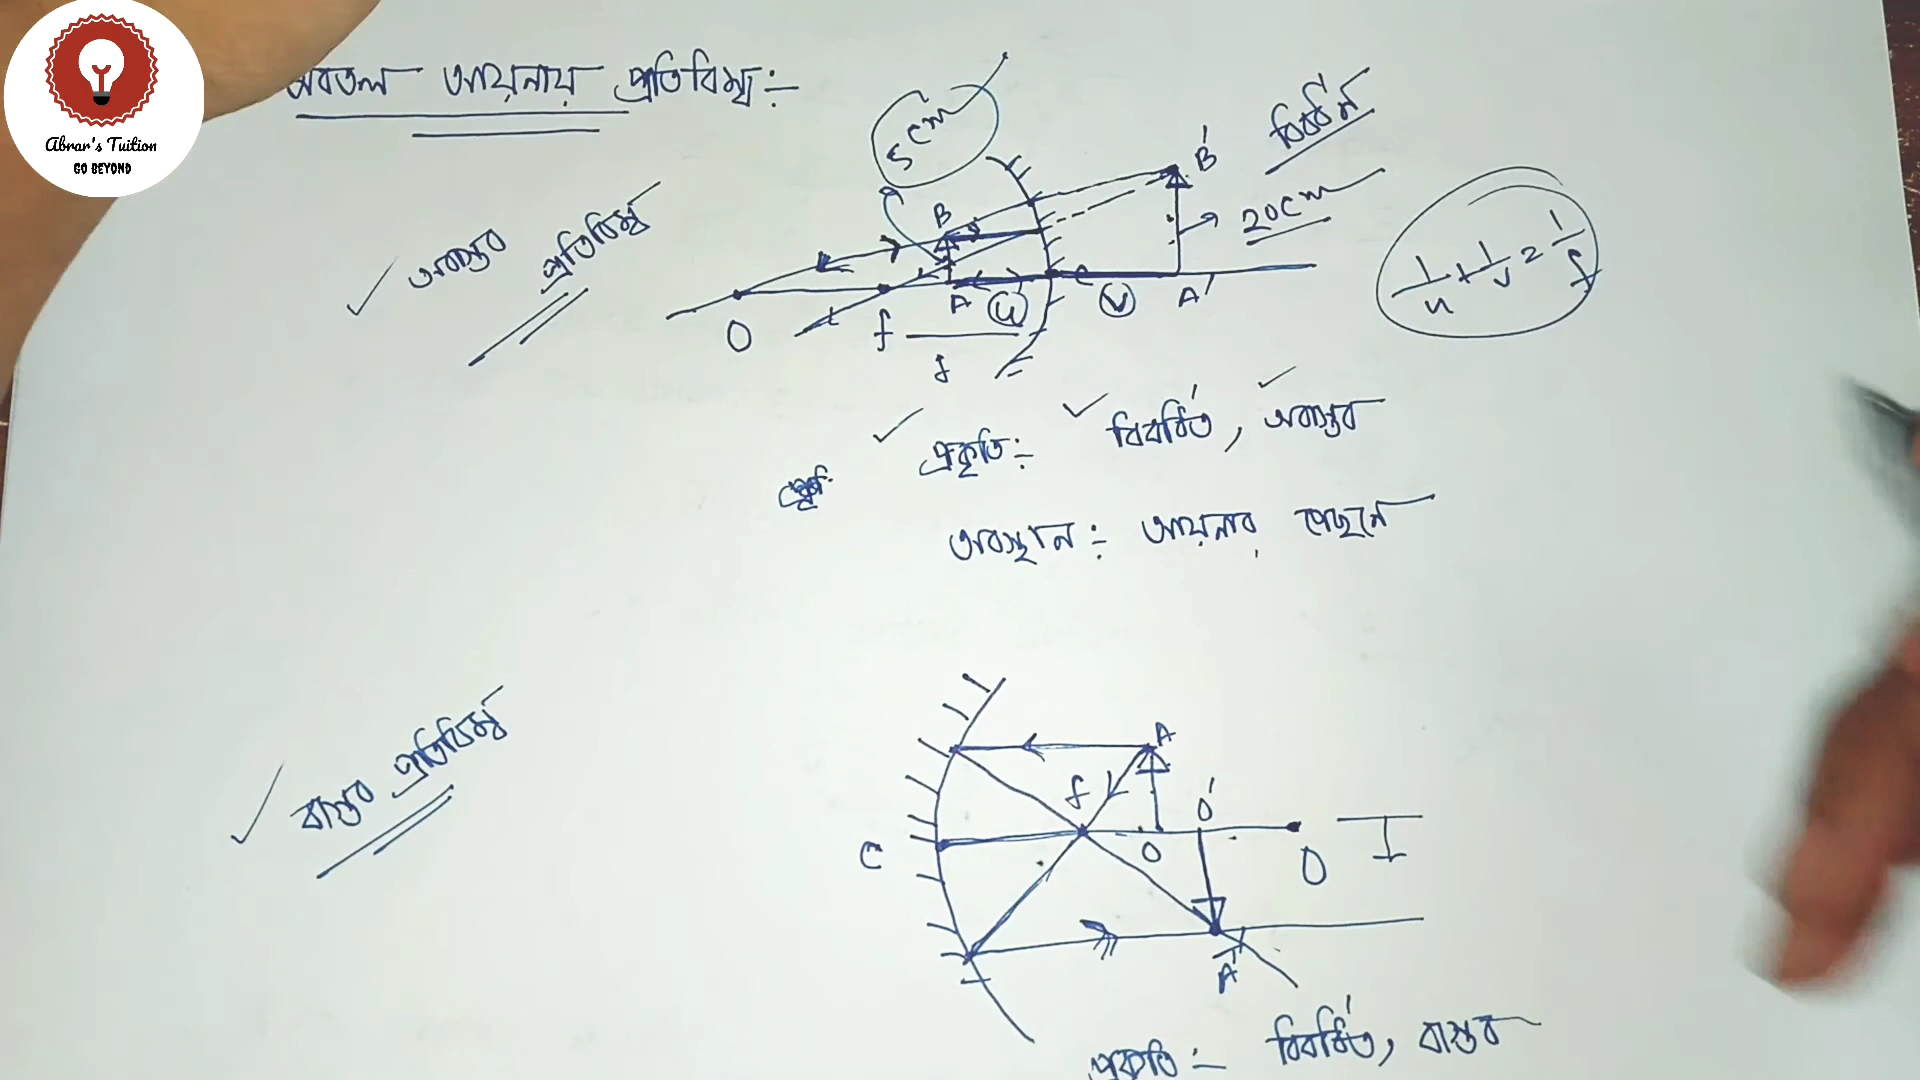 Abrar's Tuition
GO BEYOND
অবতল আয়নায় প্রতিবিম্ব :-
5cm
B'
বিবর্ধন
20cm
1/u + 1/v = 1/f
অবাস্তব প্রতিবিম্ব
B
O
f
A
u
v
A'
f
প্রকৃতি :- বিবর্ধিত, অবাস্তব
অবস্থান :- আয়নার পেছনে
বাস্তব প্রতিবিম্ব
A
f
O'
C
O
O
I
A'
প্রকৃতি :- বিবর্ধিত, বাস্তব